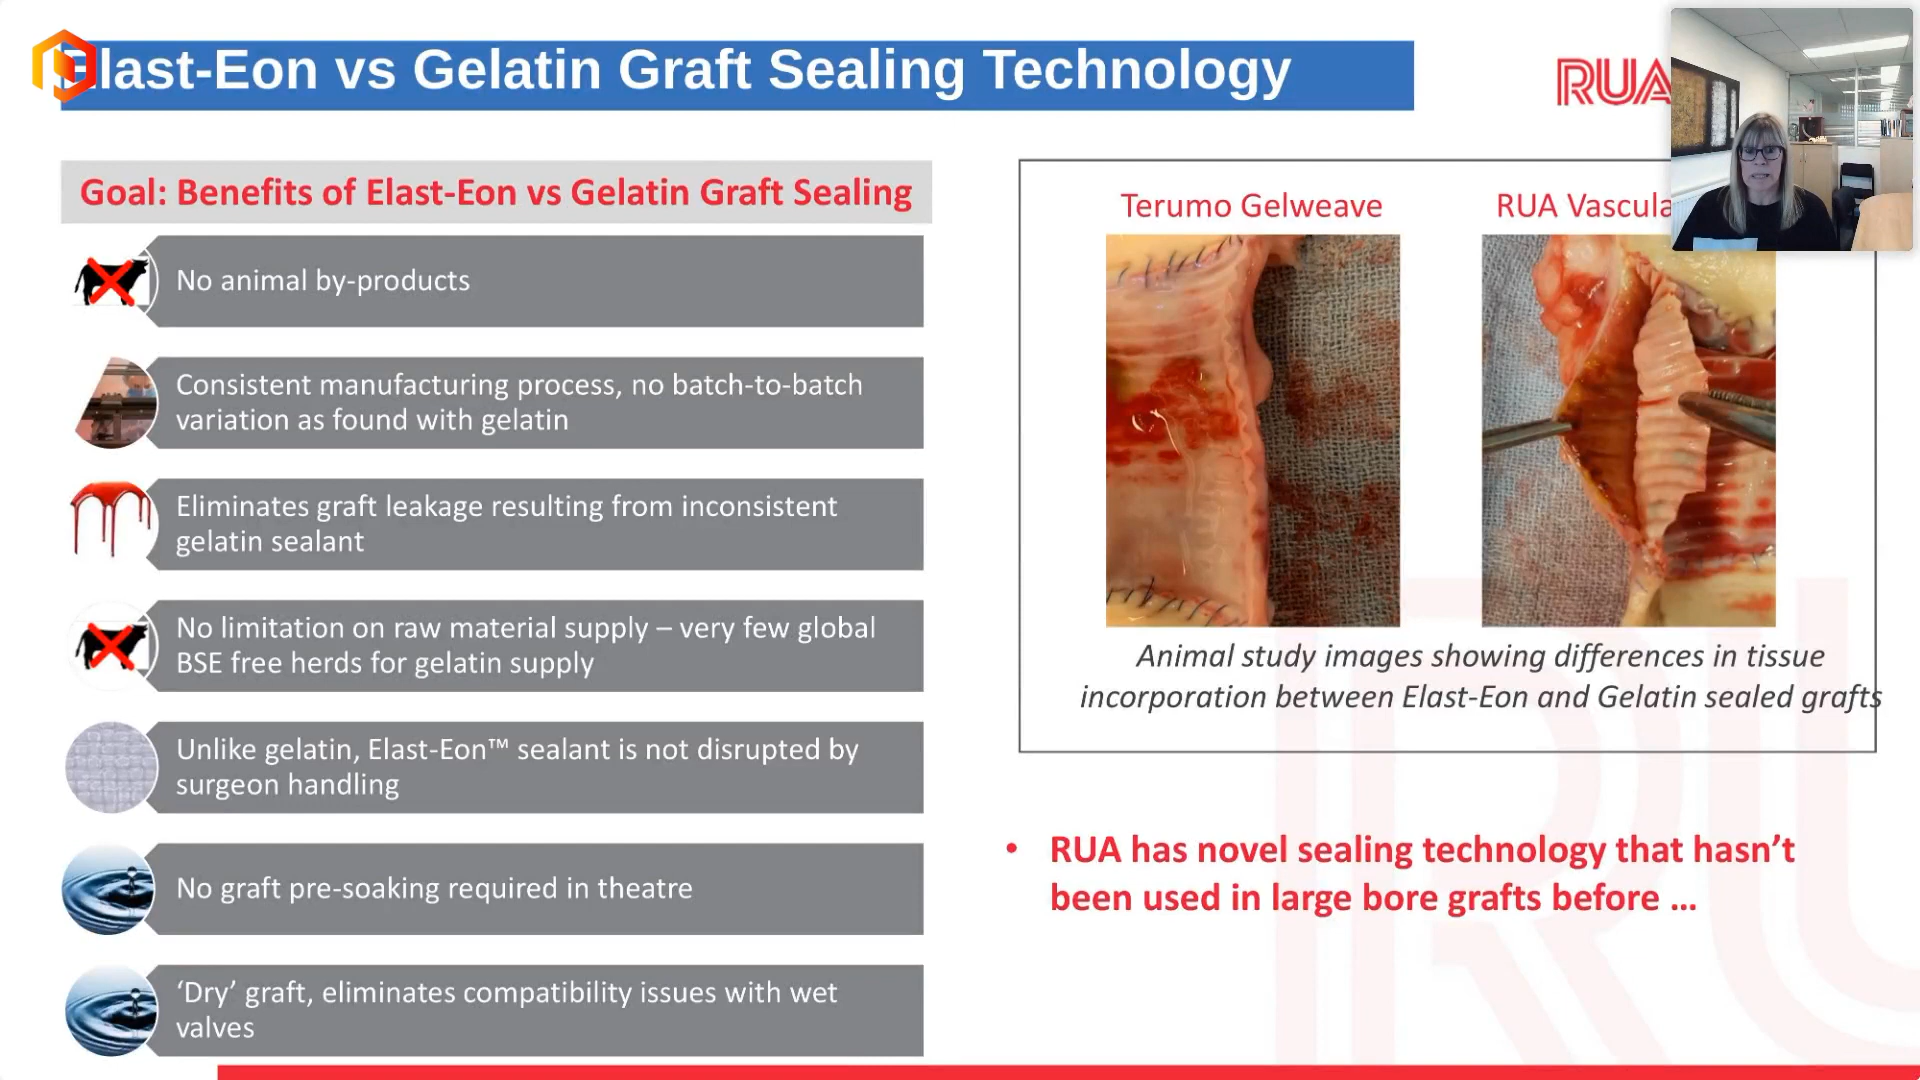 Elast-Eon vs Gelatin Graft Sealing Technology
RUA
Goal: Benefits of Elast-Eon vs Gelatin Graft Sealing
No animal by-products
Consistent manufacturing process, no batch-to-batch
variation as found with gelatin
Eliminates graft leakage resulting from inconsistent
gelatin sealant
No limitation on raw material supply – very few global
BSE free herds for gelatin supply
Unlike gelatin, Elast-Eon™ sealant is not disrupted by
surgeon handling
No graft pre-soaking required in theatre
‘Dry’ graft, eliminates compatibility issues with wet
valves
Terumo Gelweave
RUA Vascula
Animal study images showing differences in tissue
incorporation between Elast-Eon and Gelatin sealed grafts
• RUA has novel sealing technology that hasn’t
been used in large bore grafts before ...